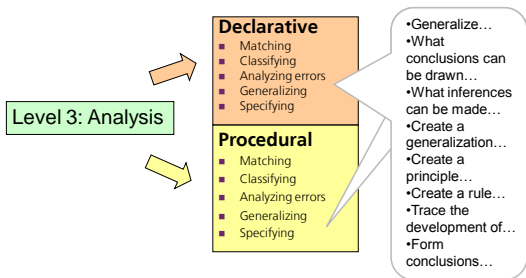 Level 3: Analysis
Declarative
■ Matching
■ Classifying
■ Analyzing errors
■ Generalizing
■ Specifying
Procedural
■ Matching
■ Classifying
■ Analyzing errors
■ Generalizing
■ Specifying
•Generalize…
•What
conclusions can
be drawn…
•What inferences
can be made…
•Create a
generalization…
•Create a
principle…
•Create a rule…
•Trace the
development of…
•Form
conclusions…